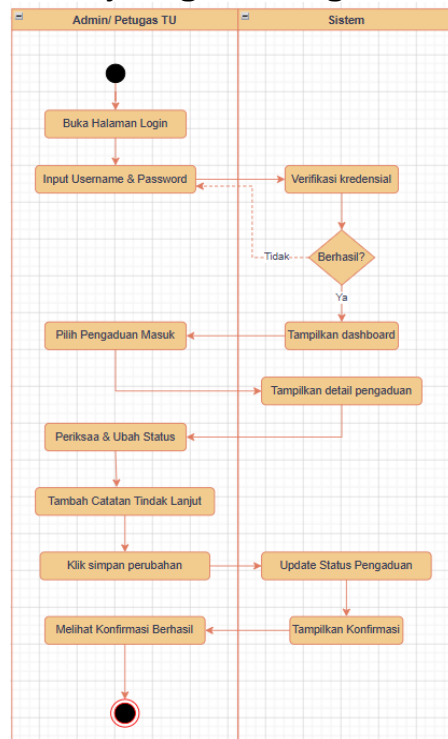 Admin/ Petugas TU
Sistem
Buka Halaman Login
Input Username & Password
Verifikasi kredensial
Tidak
Berhasil?
Ya
Pilih Pengaduan Masuk
Tampilkan dashboard
Tampilkan detail pengaduan
Periksaa & Ubah Status
Tambah Catatan Tindak Lanjut
Klik simpan perubahan
Update Status Pengaduan
Melihat Konfirmasi Berhasil
Tampilkan Konfirmasi